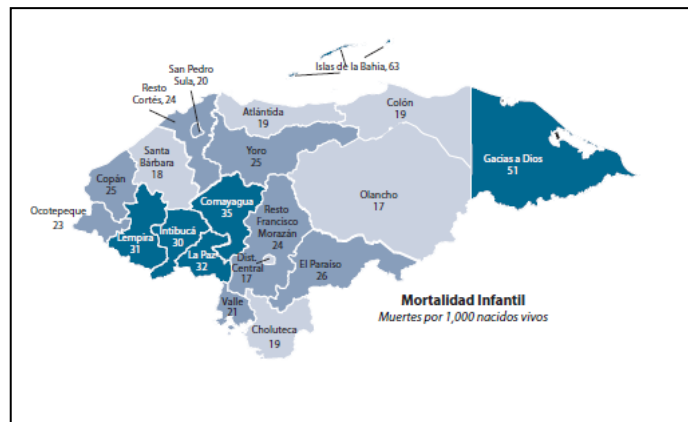 Islas de la Bahía, 63
San Pedro
Sula, 20
Resto
Cortés, 24
Atlántida
19
Colón
19
Gacias a Dios
51
Santa
Bárbara
18
Yoro
25
Copán
25
Olancho
17
Ocotepeque
23
Comayagua
35
Lempira
31
Intibucá
30
La Paz
32
Resto
Francisco
Morazán
24
Dist.
Central
17
El Paraíso
26
Valle
21
Choluteca
19
Mortalidad Infantil
Muertes por 1,000 nacidos vivos